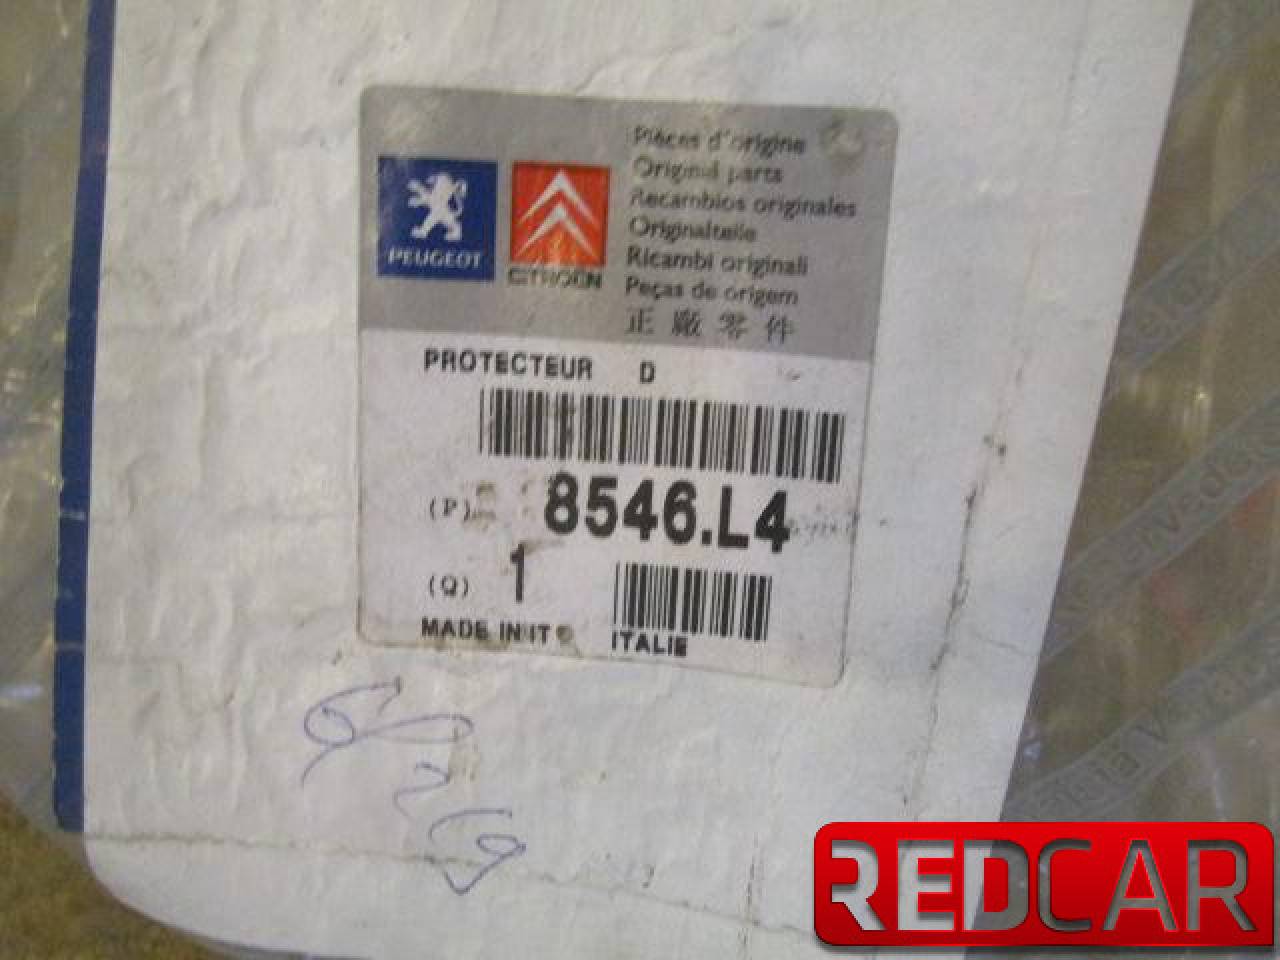 PEUGEOT
CITROËN
Pièces d'origine
Original parts
Recambios originales
Originalteile
Ricambi originali
Peças de origem
正廠零件
PROTECTEUR D
(P) 8546.L4
(Q) 1
MADE IN IT ITALIE
REDCAR